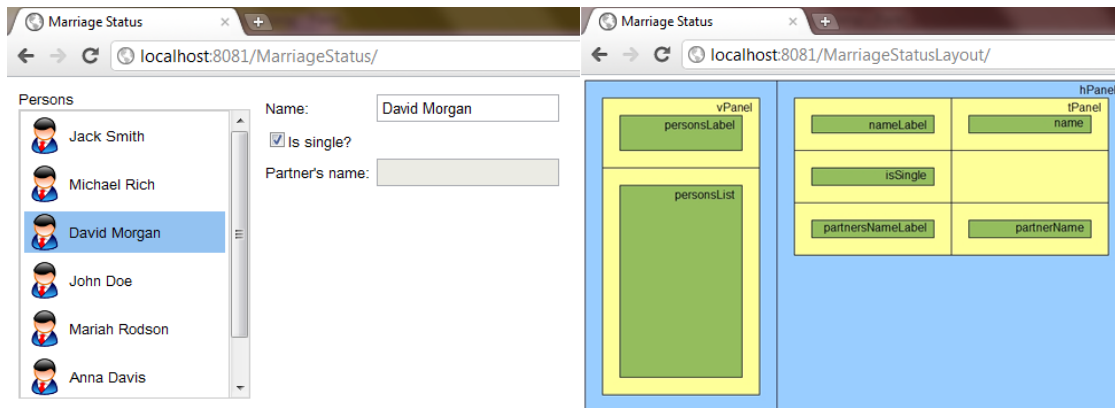 Marriage Status
localhost:8081/MarriageStatus/
Persons
Jack Smith
Michael Rich
David Morgan
John Doe
Mariah Rodson
Anna Davis
Name:
David Morgan
Is single?
Partner's name:
Marriage Status
localhost:8081/MarriageStatusLayout/
hPanel
vPanel
personsLabel
personsList
tPanel
nameLabel
name
isSingle
partnersNameLabel
partnerName